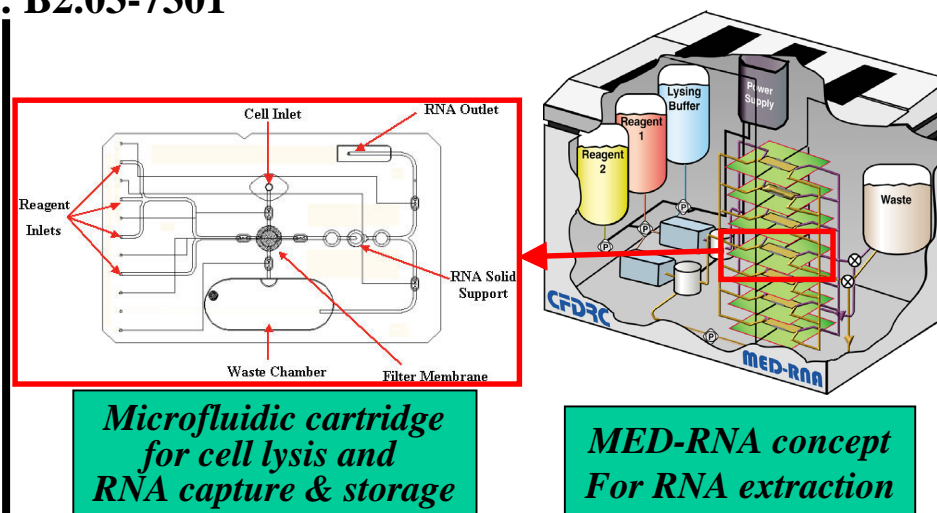 : B2.03-7301
Cell Inlet
RNA Outlet
Reagent
Inlets
RNA Solid
Support
Waste Chamber
Filter Membrane
Power
Supply
Lysing
Buffer
Reagent
1
Reagent
2
Waste
P
P
P
P
P
CFDRC
MED-RNA
Microfluidic cartridge
for cell lysis and
RNA capture & storage
MED-RNA concept
For RNA extraction